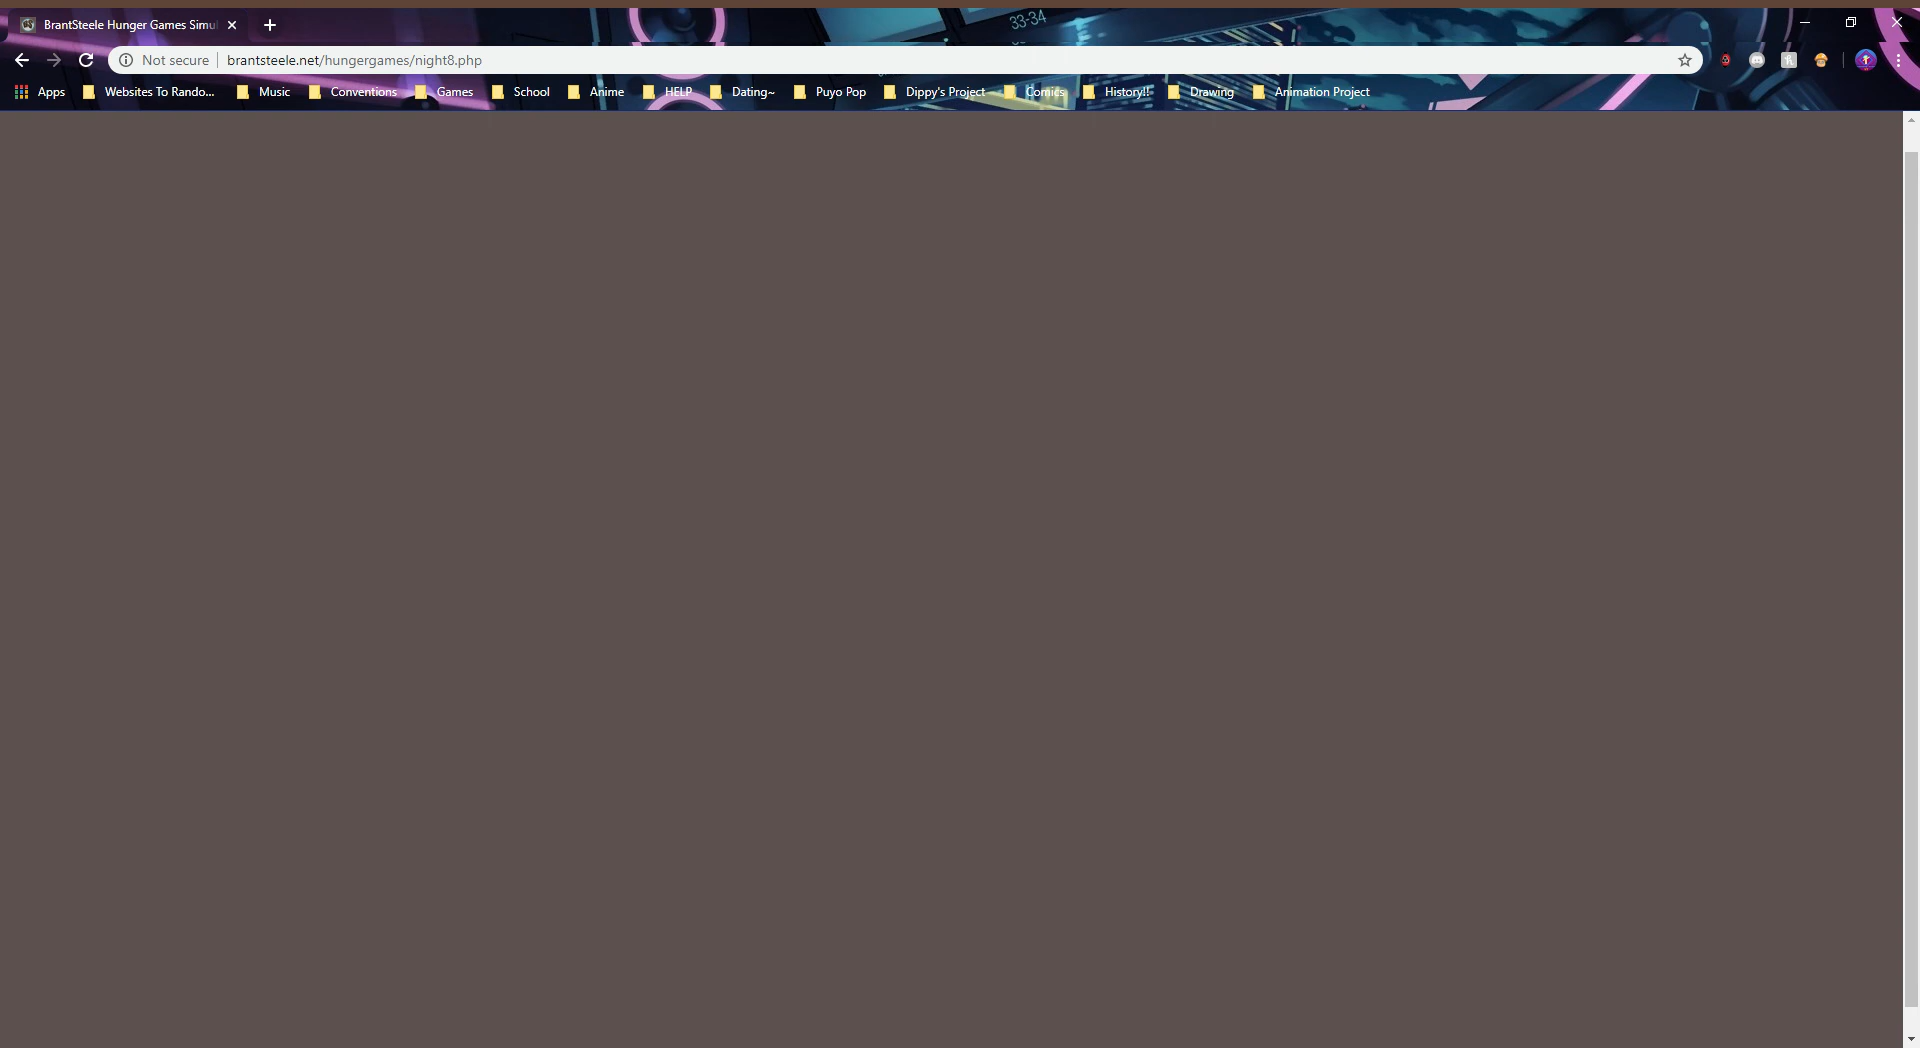 33-34
BrantSteele Hunger Games Simu
Not secure brantsteele.net/hungergames/night8.php
Apps Websites To Rando... Music Conventions Games School Anime HELP Dating~ Puyo Pop Dippy's Project Comics History!! Drawing Animation Project